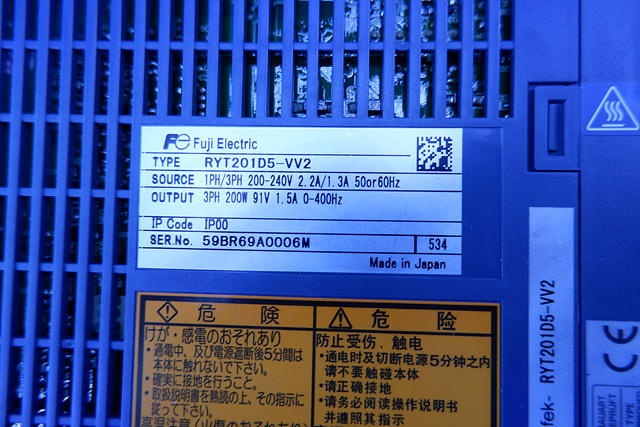 Fe Fuji Electric
TYPE RYT201D5-VV2
SOURCE 1PH/3PH 200-240V 2.2A/1.3A 50or60Hz
OUTPUT 3PH 200W 91V 1.5A 0-400Hz
IP Code IP00
SER.No. 59BR69A0006M 534
Made in Japan
危 険
けが・感電のおそれあり
・通電中、及び電源遮断後5分間は
本体に触れないで下さい。
・確実に接地を行うこと。
・取扱説明書を熟読の上、その指示に
従って下さい。
危 险
防止受伤、触电
・通电时及切断电源5分钟之内
请不要触碰本体
・请正确接地
・请务必阅读操作说明书
并遵照其指示
fek- RYT201D5-VV2
CE
BAUART
TYPE